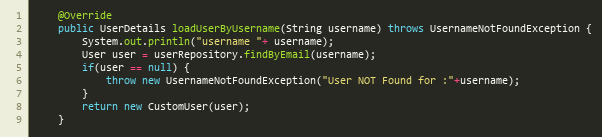 1 @Override
2 public UserDetails loadUserByUsername(String username) throws UsernameNotFoundException {
3 System.out.println("username "+ username);
4 User user = userRepository.findByEmail(username);
5 if(user == null) {
6 throw new UsernameNotFoundException("User NOT Found for :"+username);
7 }
8 return new CustomUser(user);
9 }